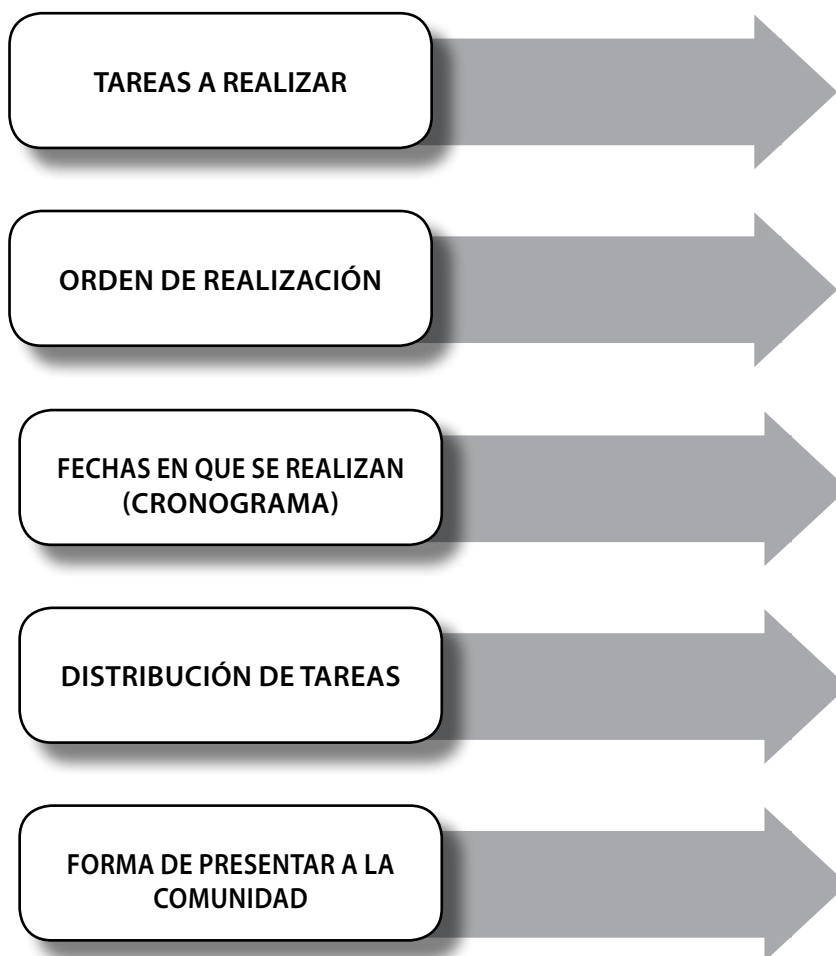 TAREAS A REALIZAR
ORDEN DE REALIZACIÓN
FECHAS EN QUE SE REALIZAN
(CRONOGRAMA)
DISTRIBUCIÓN DE TAREAS
FORMA DE PRESENTAR A LA
COMUNIDAD